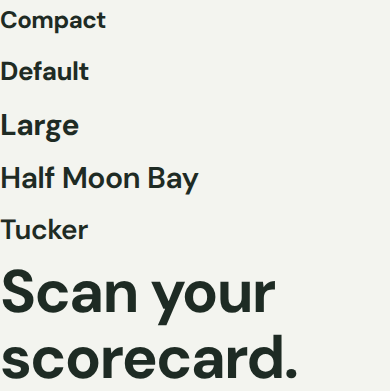 Compact
Default
Large
Half Moon Bay
Tucker
Scan your
scorecard.